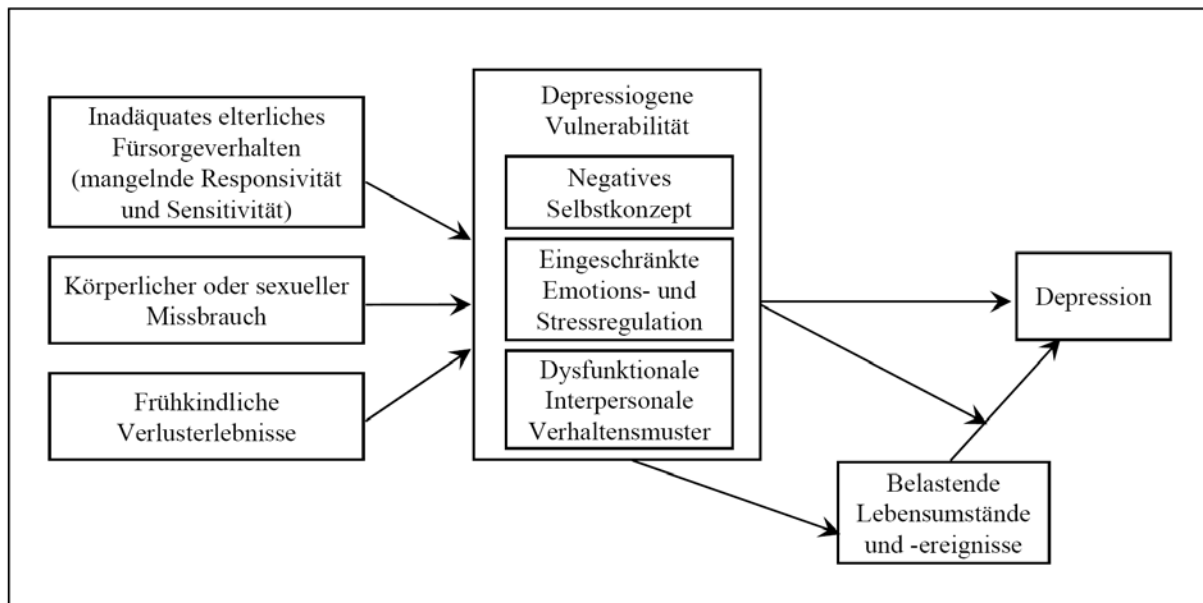 Inadäquates elterliches
Fürsorgeverhalten
(mangelnde Responsivität
und Sensitivität)
Körperlicher oder sexueller
Missbrauch
Frühkindliche
Verlusterlebnisse
Depressiogene
Vulnerabilität
Negatives
Selbstkonzept
Eingeschränkte
Emotions- und
Stressregulation
Dysfunktionale
Interpersonale
Verhaltensmuster
Depression
Belastende
Lebensumstände
und -ereignisse